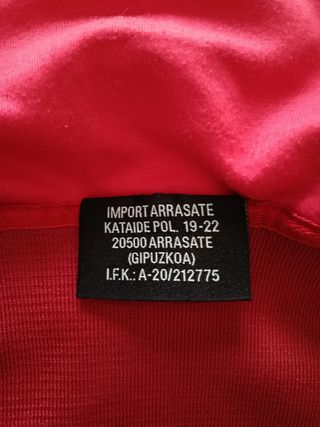 IMPORT ARRASATE
KATAIDE POL. 19-22
20500 ARRASATE
(GIPUZKOA)
I.F.K.: A-20/212775